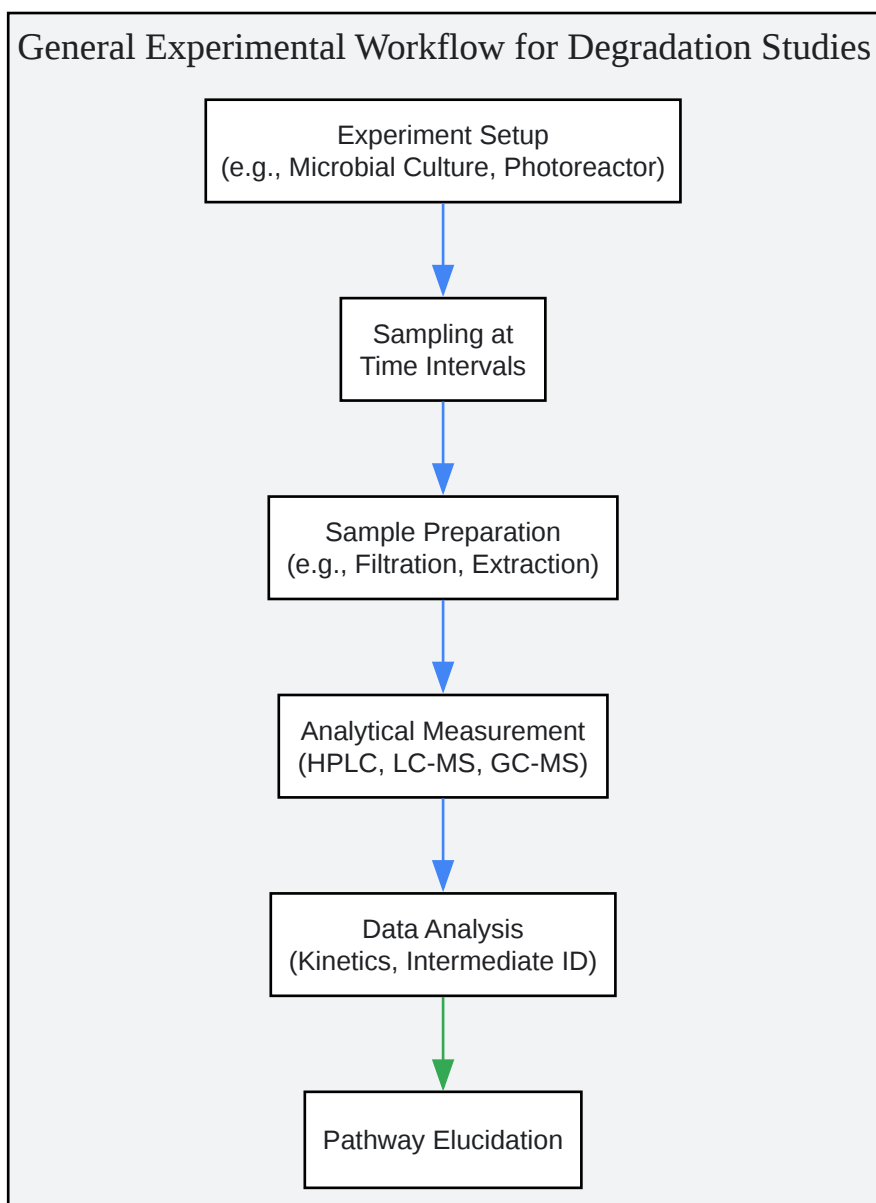 General Experimental Workflow for Degradation Studies
Experiment Setup
(e.g., Microbial Culture, Photoreactor)
Sampling at
Time Intervals
Sample Preparation
(e.g., Filtration, Extraction)
Analytical Measurement
(HPLC, LC-MS, GC-MS)
Data Analysis
(Kinetics, Intermediate ID)
Pathway Elucidation